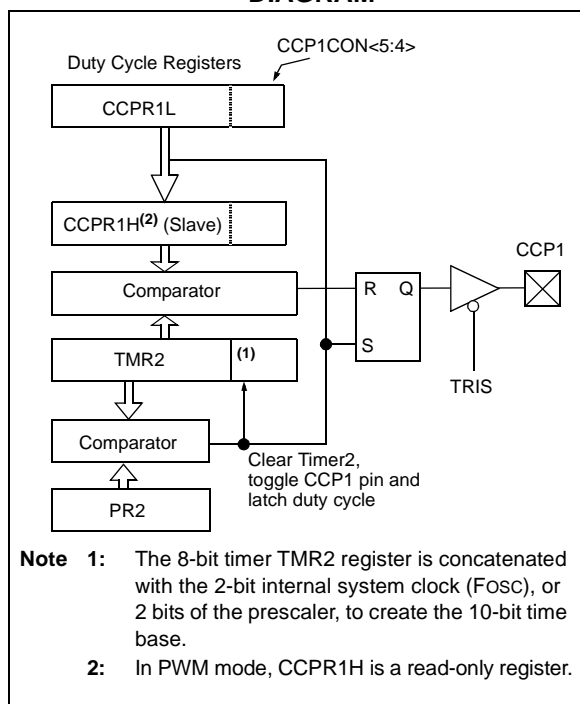 DIAGRAM
CCP1CON<5:4>
Duty Cycle Registers
CCPR1L
CCPR1H(2) (Slave)
CCP1
Comparator
R Q
TMR2 (1)
S
TRIS
Comparator
Clear Timer2,
toggle CCP1 pin and
latch duty cycle
PR2
Note 1: The 8-bit timer TMR2 register is concatenated
with the 2-bit internal system clock (FOSC), or
2 bits of the prescaler, to create the 10-bit time
base.
2: In PWM mode, CCPR1H is a read-only register.